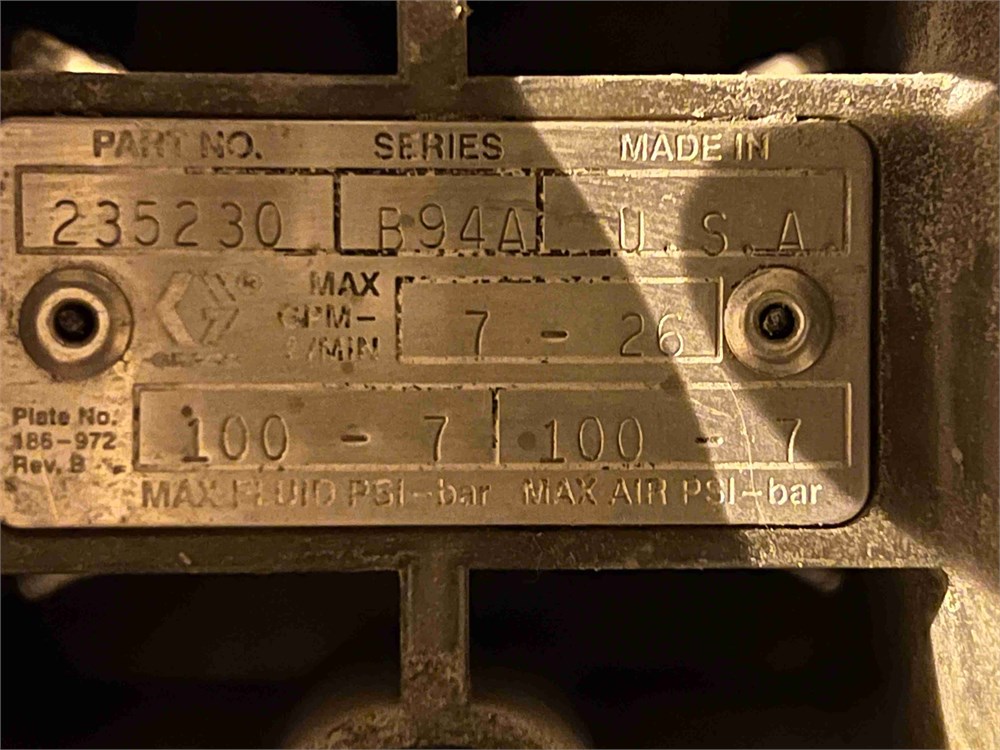 PART NO. SERIES MADE IN
235230 B94A U.S.A
®
MAX
GPM-
7 - 26
/MIN
Plate No.
186-972
Rev. B
100 - 7 100 - 7
MAX FLUID PSI-bar MAX AIR PSI-bar